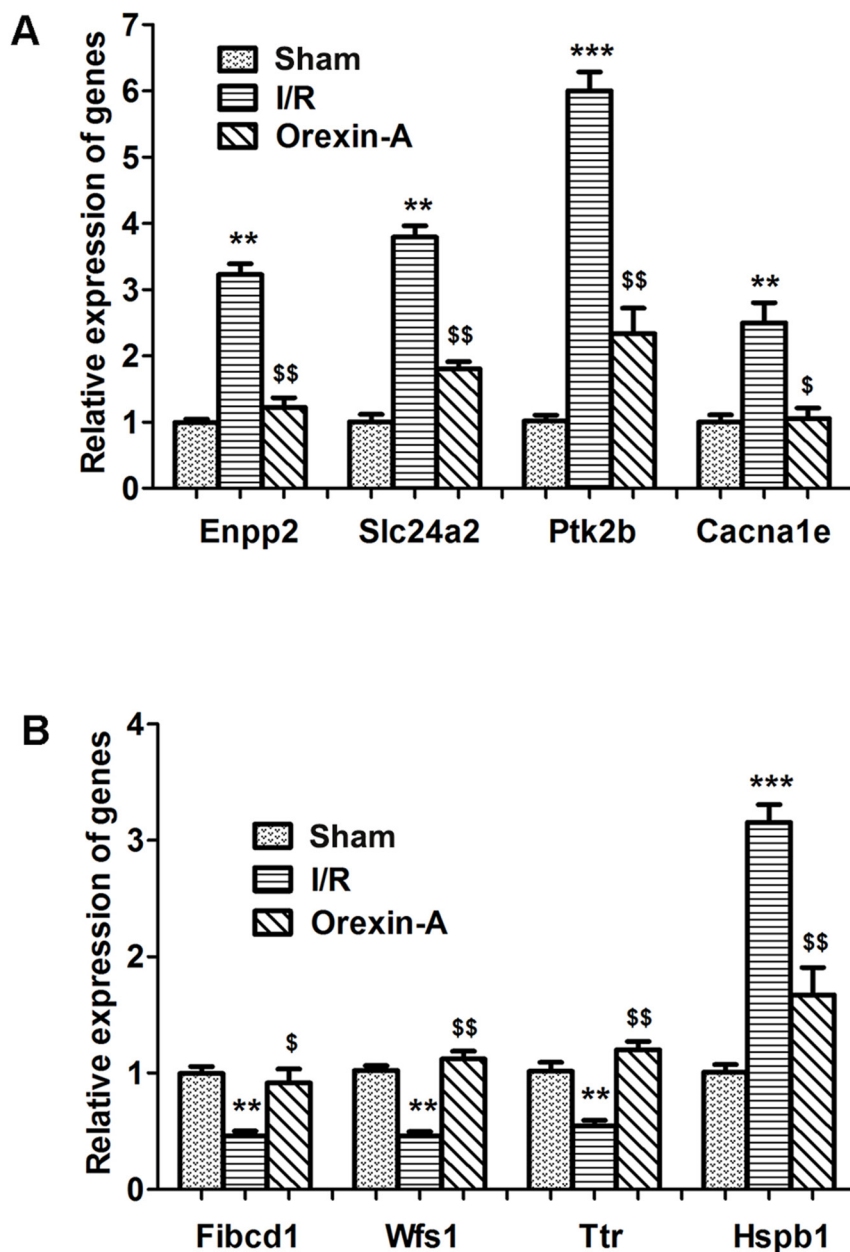 A
Relative expression of genes
7
6
5
4
3
2
1
0
Sham
I/R
Orexin-A
**
$$
**
$$
***
$$
**
$
Enpp2 Slc24a2 Ptk2b Cacna1e
B
Relative expression of genes
4
3
2
1
0
Sham
I/R
Orexin-A
**
$
**
$$
**
$$
***
$$
Fibcd1 Wfs1 Ttr Hspb1